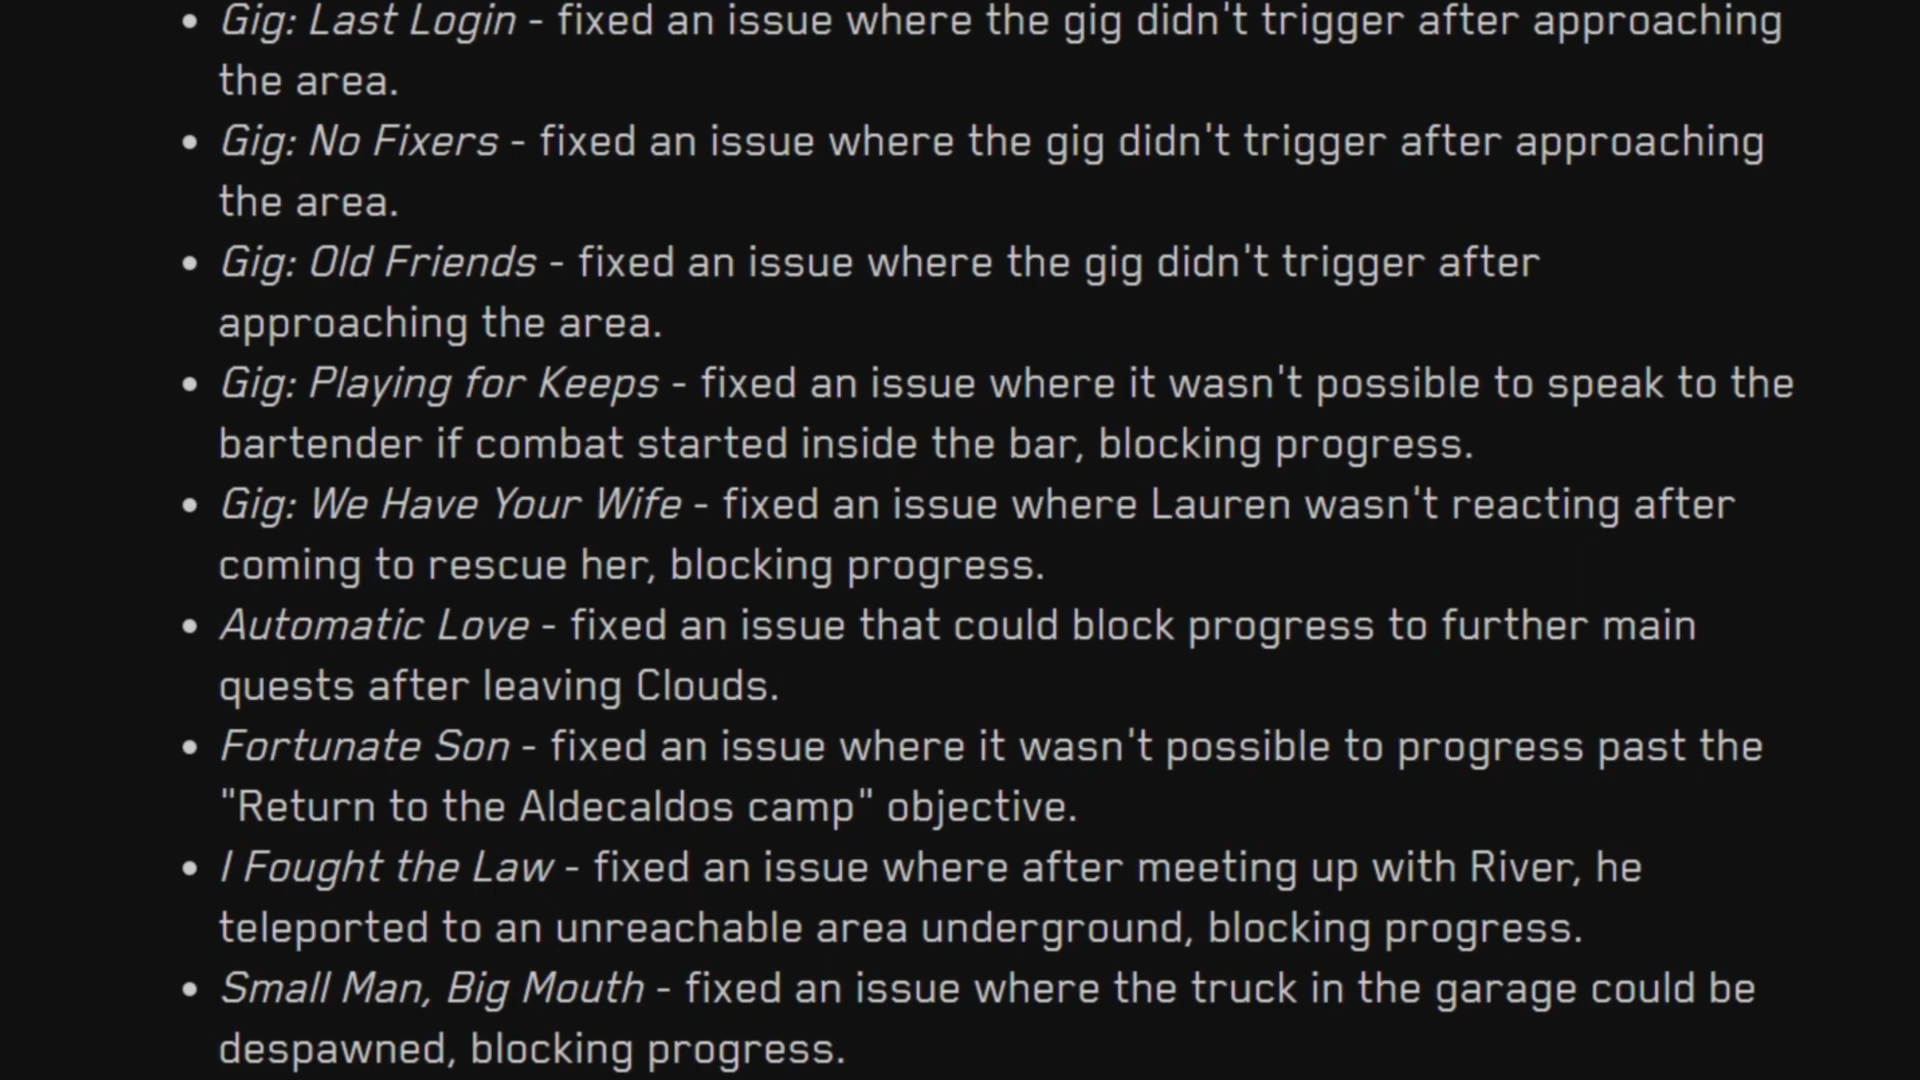 • Gig: Last Login - fixed an issue where the gig didn't trigger after approaching
the area.
• Gig: No Fixers - fixed an issue where the gig didn't trigger after approaching
the area.
• Gig: Old Friends - fixed an issue where the gig didn't trigger after
approaching the area.
• Gig: Playing for Keeps - fixed an issue where it wasn't possible to speak to the
bartender if combat started inside the bar, blocking progress.
• Gig: We Have Your Wife - fixed an issue where Lauren wasn't reacting after
coming to rescue her, blocking progress.
• Automatic Love - fixed an issue that could block progress to further main
quests after leaving Clouds.
• Fortunate Son - fixed an issue where it wasn't possible to progress past the
"Return to the Aldecaldos camp" objective.
• I Fought the Law - fixed an issue where after meeting up with River, he
teleported to an unreachable area underground, blocking progress.
• Small Man, Big Mouth - fixed an issue where the truck in the garage could be
despawned, blocking progress.